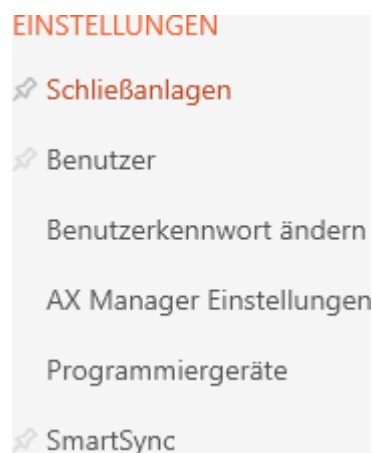 EINSTELLUNGEN
Schließanlagen
Benutzer
Benutzerkennwort ändern
AX Manager Einstellungen
Programmiergeräte
SmartSync